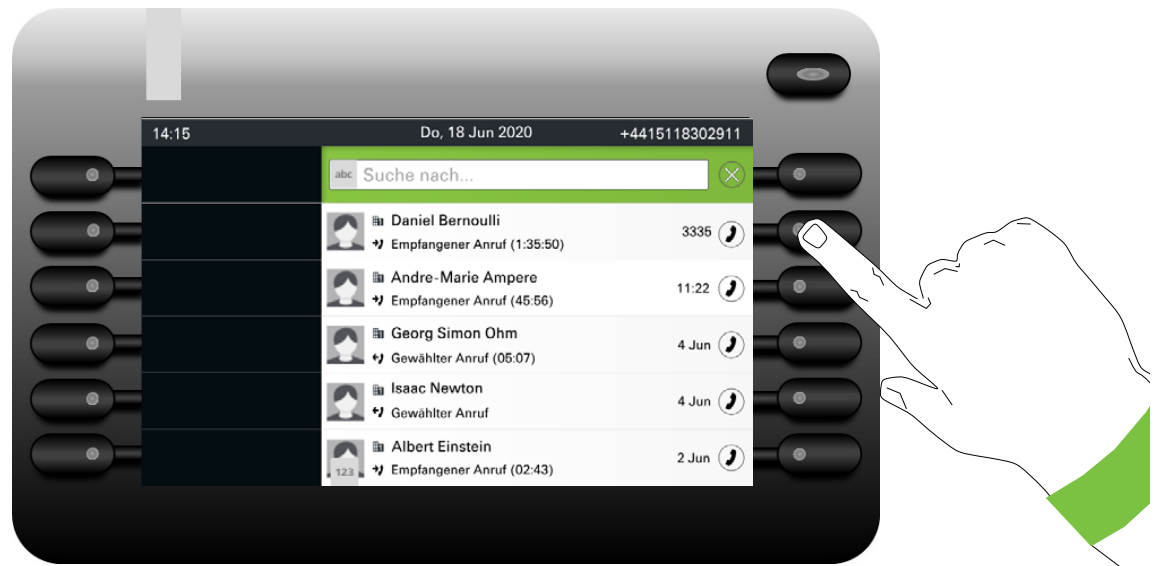 14:15 Do, 18 Jun 2020 +4415118302911
abc Suche nach...
Daniel Bernoulli 3335
Empfangener Anruf (1:35:50)
Andre-Marie Ampere 11:22
Empfangener Anruf (45:56)
Georg Simon Ohm 4 Jun
Gewählter Anruf (05:07)
Isaac Newton 4 Jun
Gewählter Anruf
Albert Einstein 2 Jun
123 Empfangener Anruf (02:43)